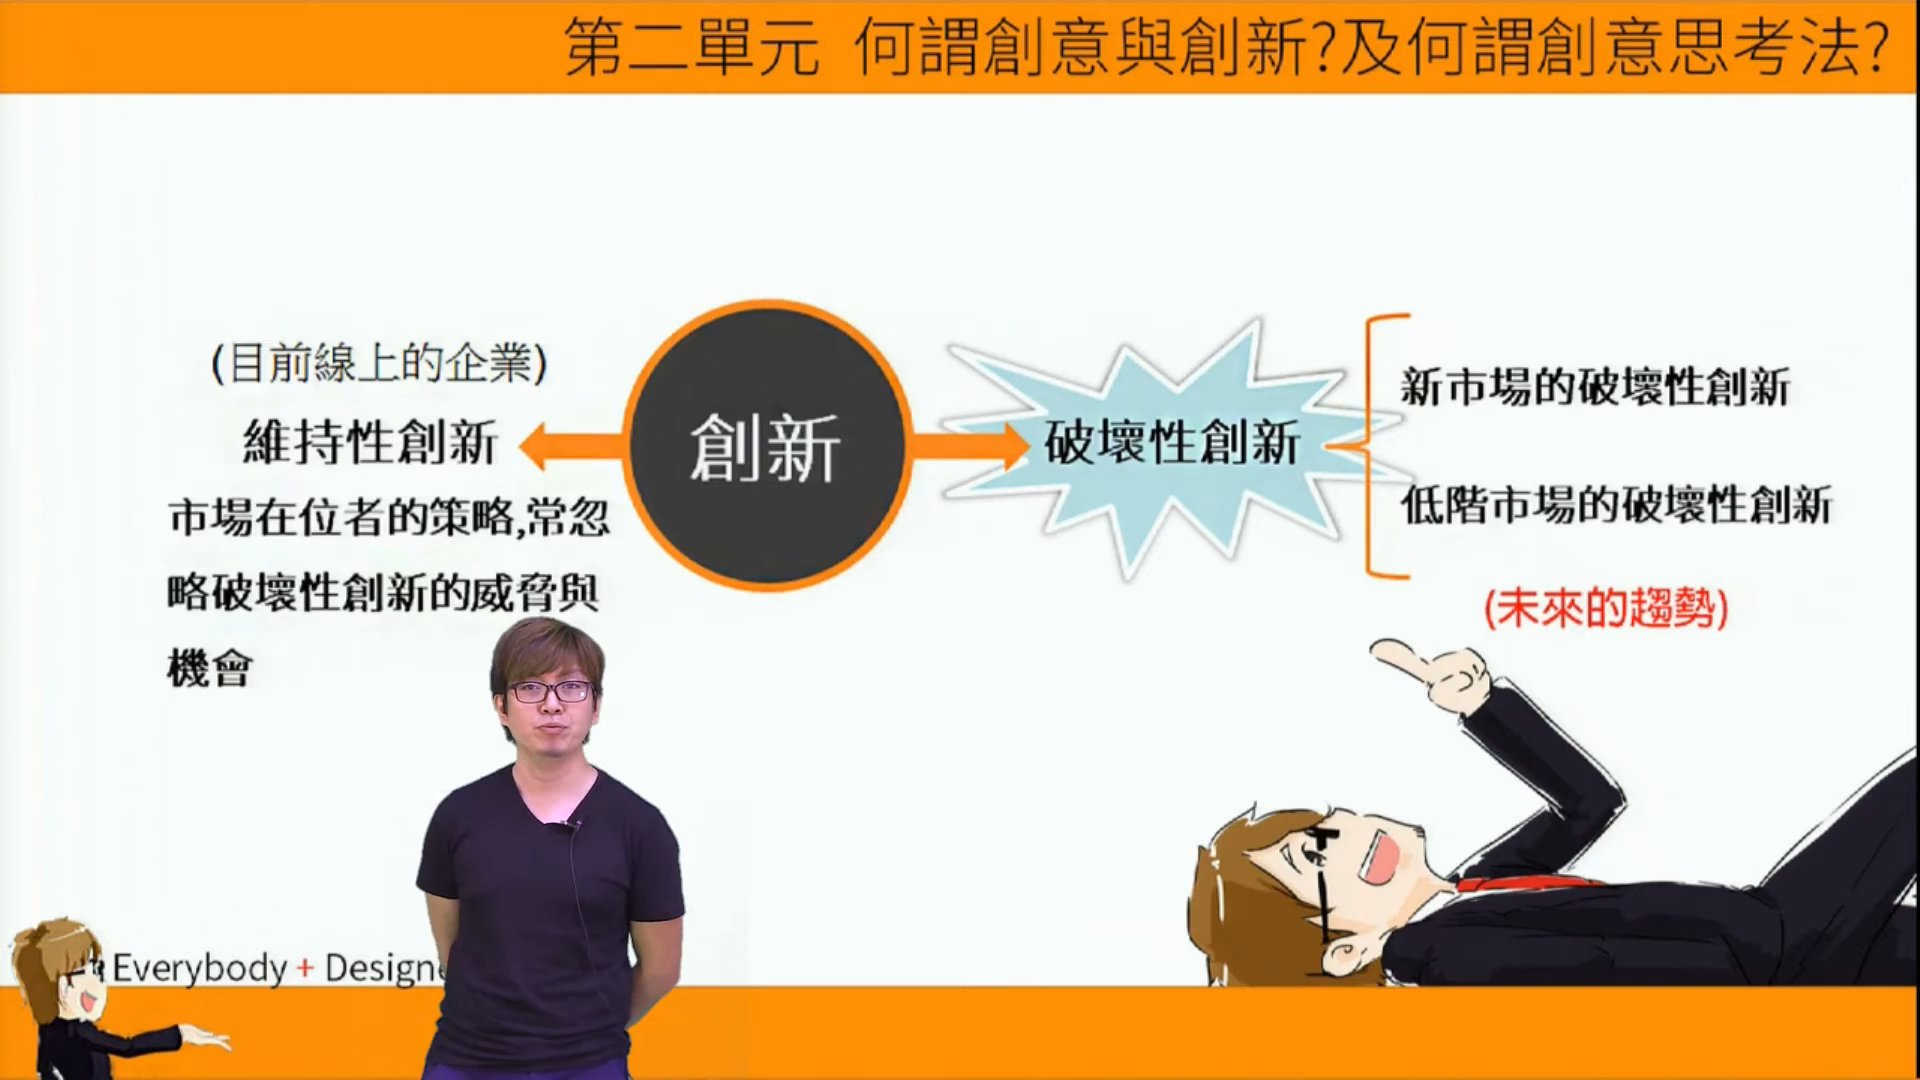 第二單元 何謂創意與創新?及何謂創意思考法?
(目前線上的企業)
維持性創新
市場在位者的策略,常忽
略破壞性創新的威脅與
機會
創新
破壞性創新
新市場的破壞性創新
低階市場的破壞性創新
(未來的趨勢)
Everybody + Design